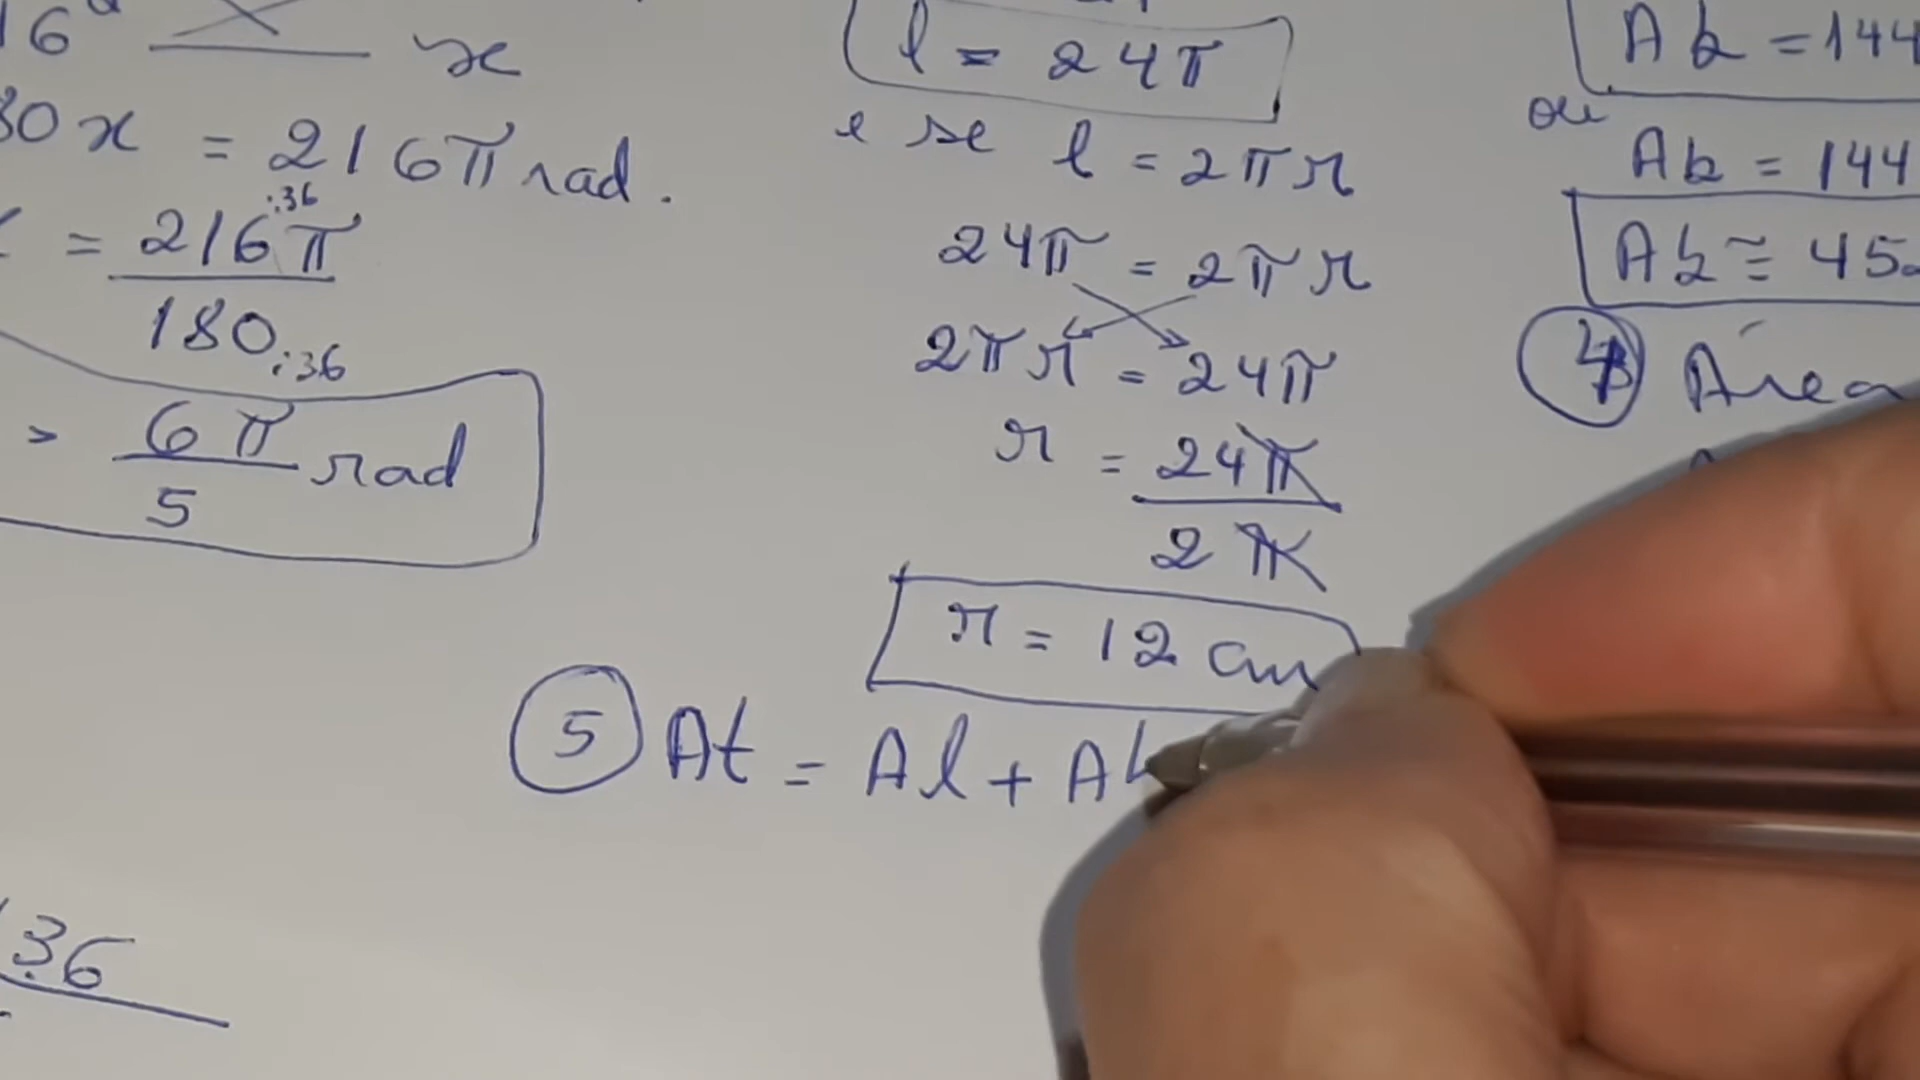 16° x
80x = 216π rad.
= 216π :36
180 :36
6π rad
5
36
l = 24π
e se l = 2πr
24π = 2πr
2πr = 24π
r = 24π
2π
r = 12 cm
5 At = Al + Ab
Ab = 144
ou
Ab = 144
Ab ≅ 45
4 Área